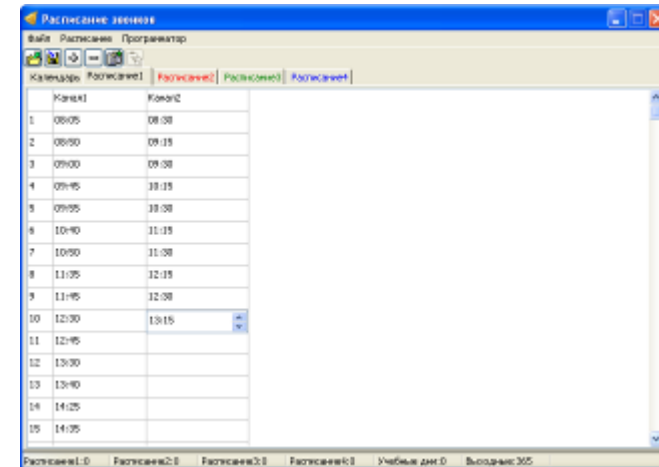 Расписание звонков
Файл Расписание Программатор
Календарь Расписание1 Расписание2 Расписание3 Расписание4
Канал1 Канал2
1 08:05 08:30
2 08:50 09:15
3 09:00 09:30
4 09:45 10:15
5 09:55 10:30
6 10:40 11:15
7 10:50 11:30
8 11:35 12:15
9 11:45 12:30
10 12:30 13:15
11 12:45
12 13:30
13 13:40
14 14:25
15 14:35
Расписание1:0 Расписание2:0 Расписание3:0 Расписание4:0 Учебные дни:0 Выходные:365